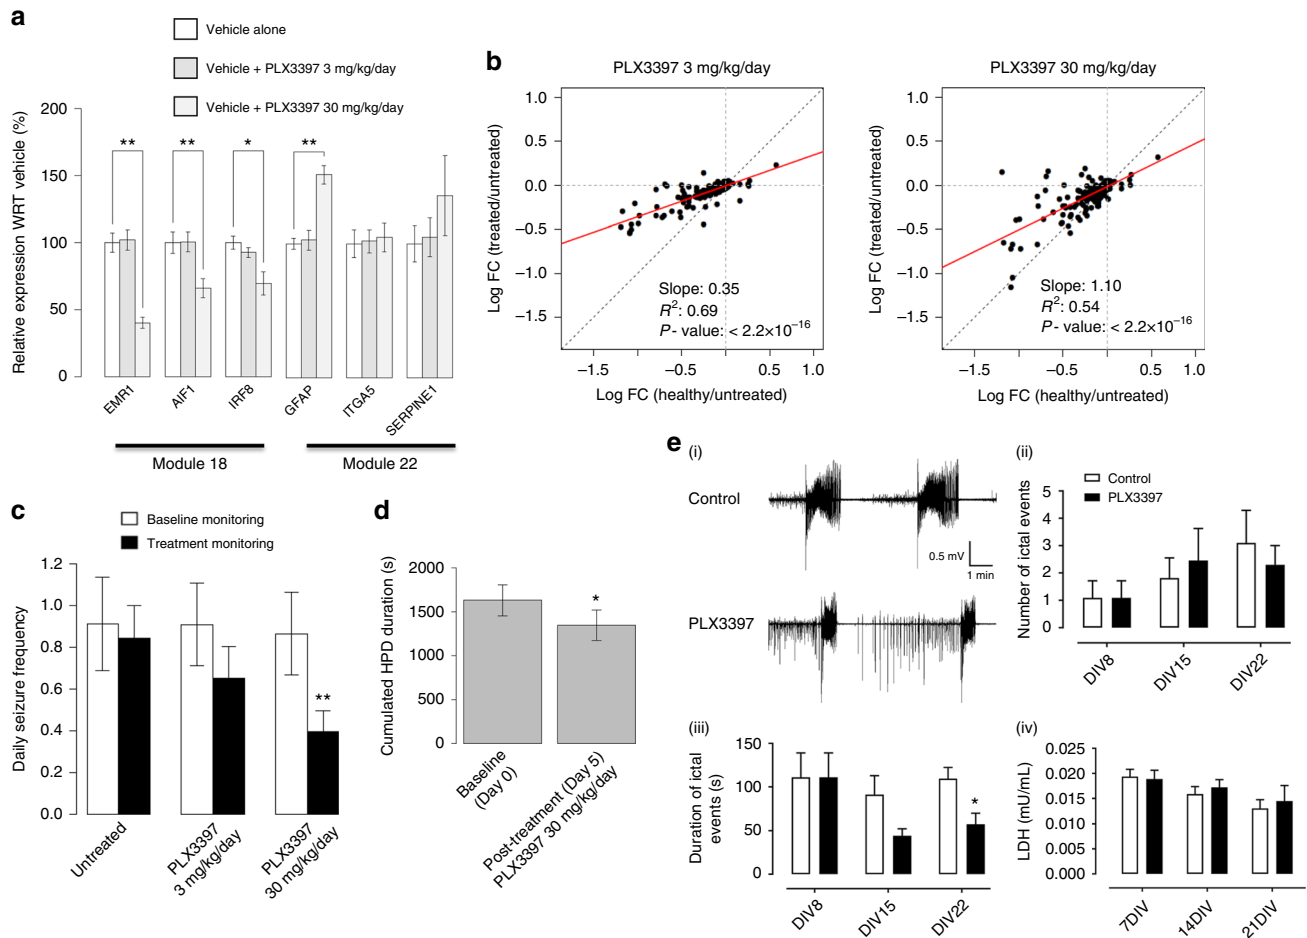 a
Vehicle alone
Vehicle + PLX3397 3 mg/kg/day
Vehicle + PLX3397 30 mg/kg/day
Relative expression WRT vehicle (%)
200
150
100
50
0
** ** * **
EMR1 AIF1 IRF8 GFAP ITGA5 SERPINE1
Module 18 Module 22
b
PLX3397 3 mg/kg/day
Log FC (treated/untreated)
1.0
0.0
−0.5
−1.0
−1.5
Slope: 0.35
R²: 0.69
P- value: < 2.2×10⁻¹⁶
−1.5 −0.5 0.0 0.5 1.0
Log FC (healthy/untreated)
PLX3397 30 mg/kg/day
Log FC (treated/untreated)
1.0
0.0
−0.5
−1.0
−1.5
Slope: 1.10
R²: 0.54
P- value: < 2.2×10⁻¹⁶
−1.5 −0.5 0.5 1.0
Log FC (healthy/untreated)
c
Baseline monitoring
Treatment monitoring
Daily seizure frequency
1.2
1.0
0.8
0.6
0.4
0.2
0.0
**
Untreated
PLX3397
3 mg/kg/day
PLX3397
30 mg/kg/day
d
Cumulated HPD duration (s)
2000
1500
1000
500
0
*
Baseline
(Day 0)
Post-treatment (Day 5)
PLX3397 30 mg/kg/day
e
(i)
Control
0.5 mV
1 min
PLX3397
(ii)
Control
PLX3397
Number of ictal events
5
4
3
2
1
0
DIV8 DIV15 DIV22
(iii)
Duration of ictal
events (s)
150
100
50
0
*
DIV8 DIV15 DIV22
(iv)
LDH (mU/mL)
0.025
0.020
0.015
0.010
0.005
0.000
7DIV 14DIV 21DIV